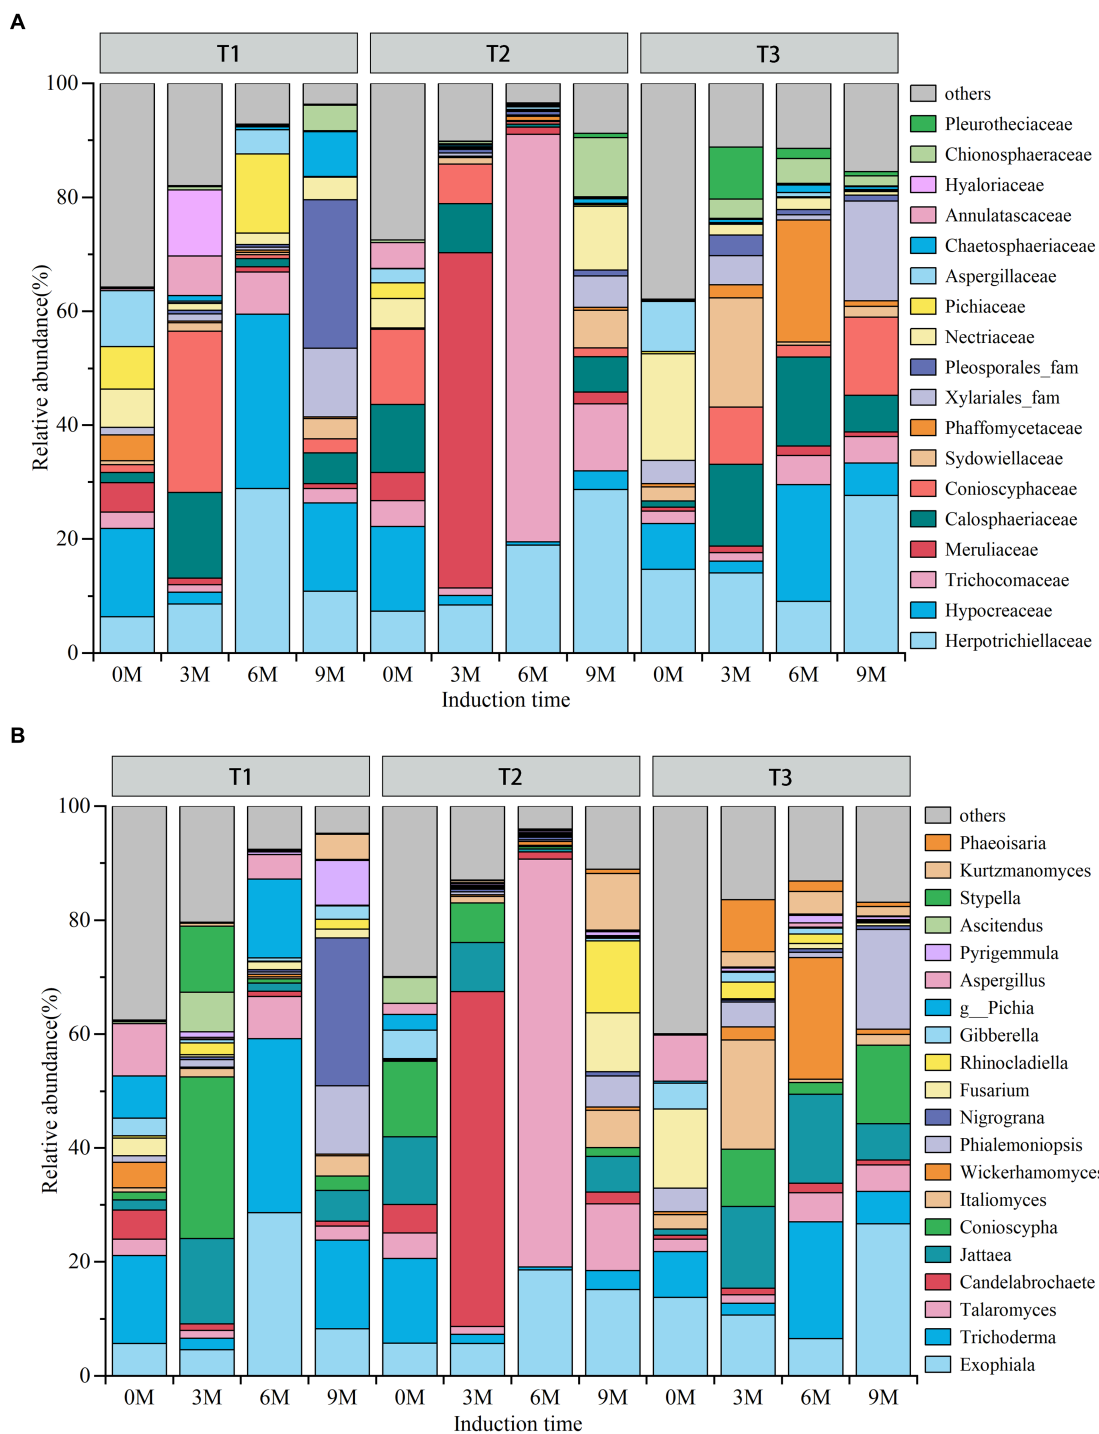 A
T1 T2 T3
100
80
60
40
20
0
Relative abundance(%)
0M 3M 6M 9M 0M 3M 6M 9M 0M 3M 6M 9M
Induction time
others
Pleurotheciaceae
Chionosphaeraceae
Hyaloriaceae
Annulatascaceae
Chaetosphaeriaceae
Aspergillaceae
Pichiaceae
Nectriaceae
Pleosporales_fam
Xylariales_fam
Phaffomycetaceae
Sydowiellaceae
Conioscyphaceae
Calosphaeriaceae
Meruliaceae
Trichocomaceae
Hypocreaceae
Herpotrichiellaceae
B
T1 T2 T3
100
80
60
40
20
0
Relative abundance(%)
0M 3M 6M 9M 0M 3M 6M 9M 0M 3M 6M 9M
Induction time
others
Phaeoisaria
Kurtzmanomyces
Stypella
Ascitendus
Pyrigemmula
Aspergillus
g__Pichia
Gibberella
Rhinocladiella
Fusarium
Nigrograna
Phialemoniopsis
Wickerhamomyces
Italiomyces
Conioscypha
Jattaea
Candelabrochaete
Talaromyces
Trichoderma
Exophiala